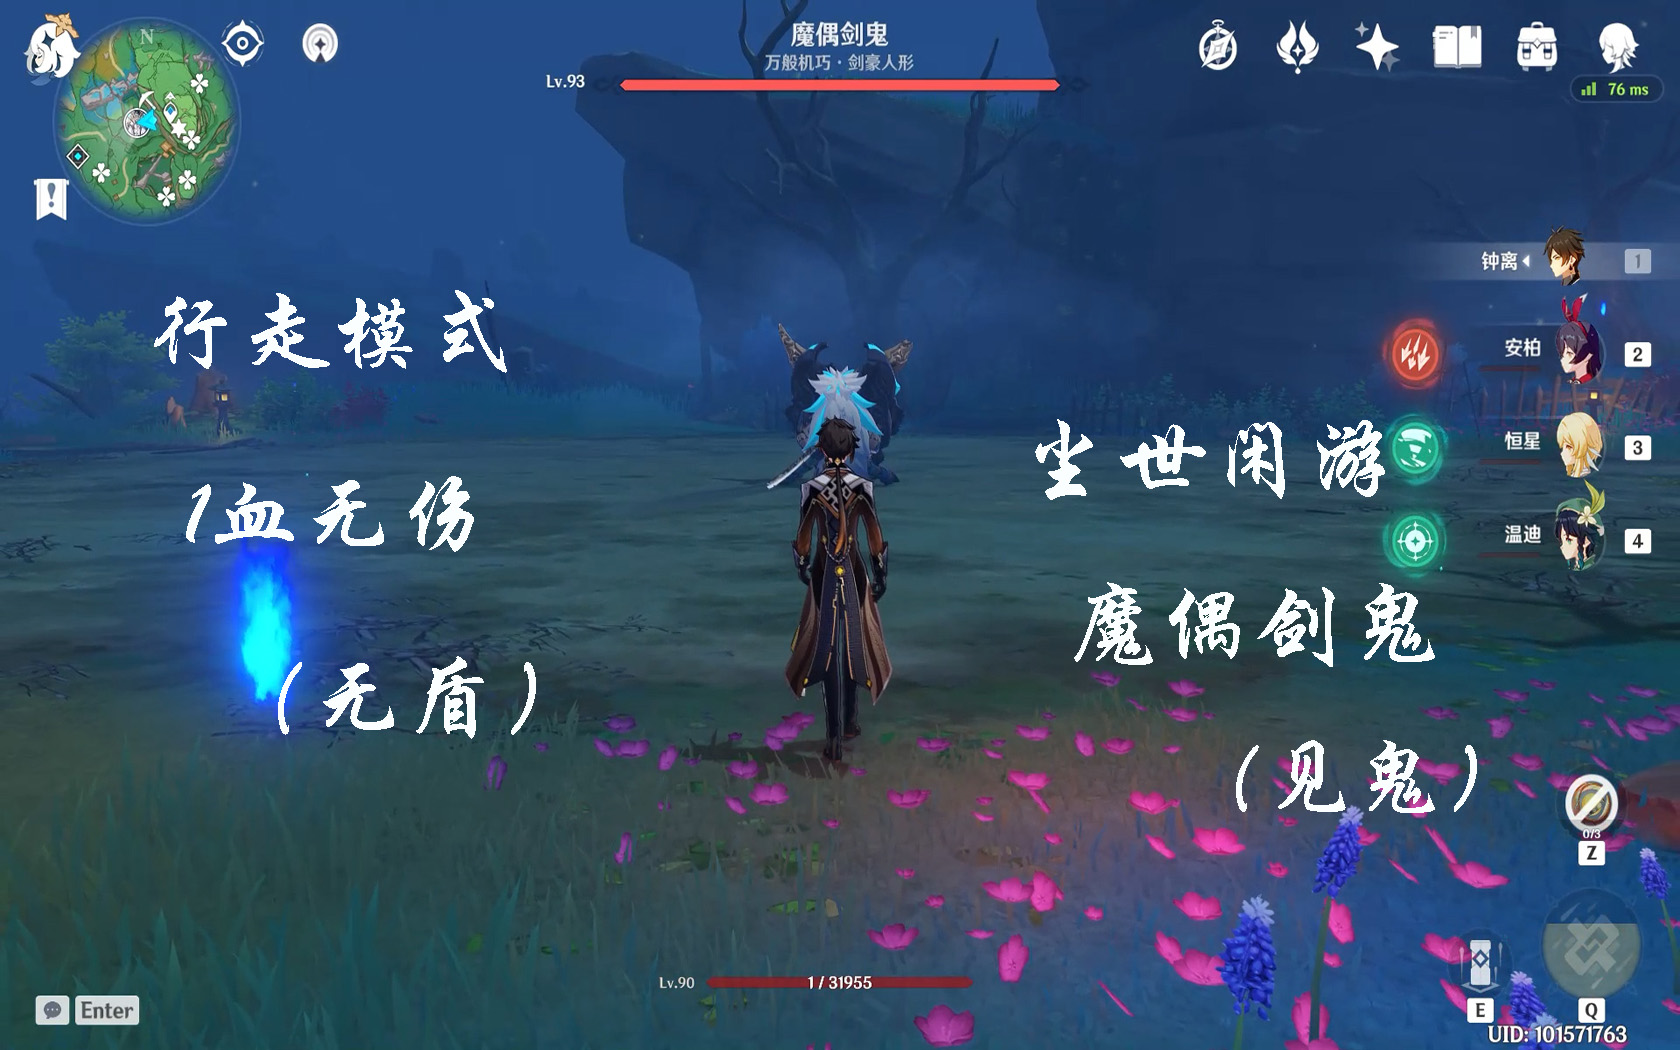 N
魔偶剑鬼
万般机巧·剑豪人形
Lv.93
76 ms
钟离
1
安柏
2
恒星
3
温迪
4
行走模式
1血无伤
（无盾）
尘世闲游
魔偶剑鬼
（见鬼）
0/3
Z
Lv.90
1 / 31955
Enter
E
Q
UID: 101571763